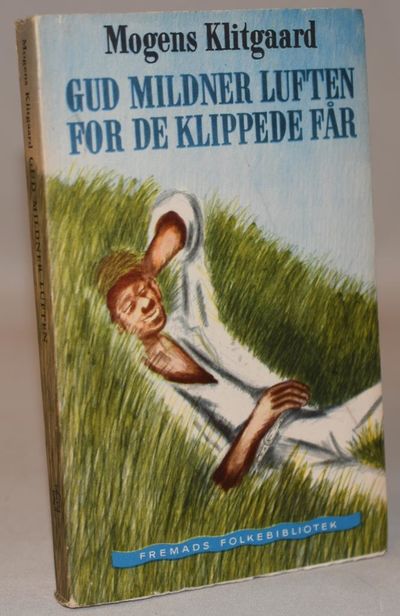 Mogens Klitgaard
GUD MILDNER LUFTEN
FOR DE KLIPPEDE FÅR
FREMADS FOLKEBIBLIOTEK
Mogens Klitgaard GUD MILDNER LUFTEN